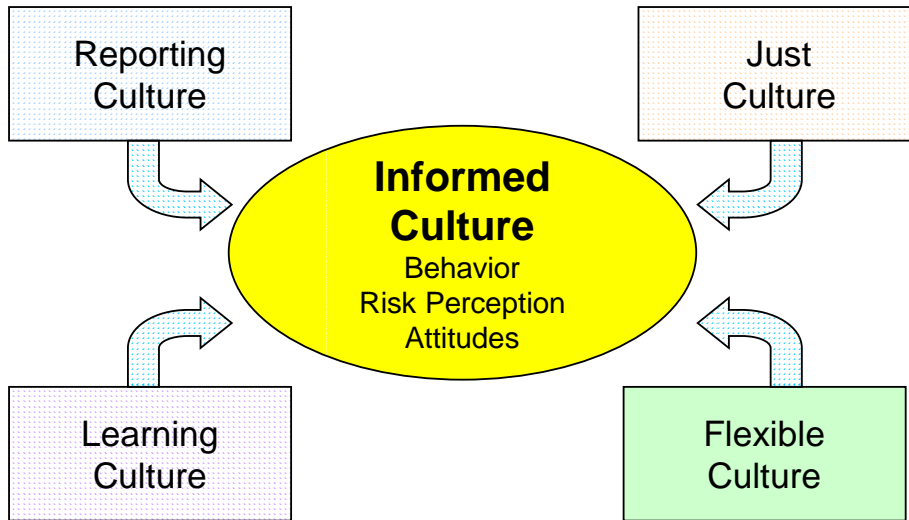 Reporting
Culture
Just
Culture
Informed
Culture
Behavior
Risk Perception
Attitudes
Learning
Culture
Flexible
Culture